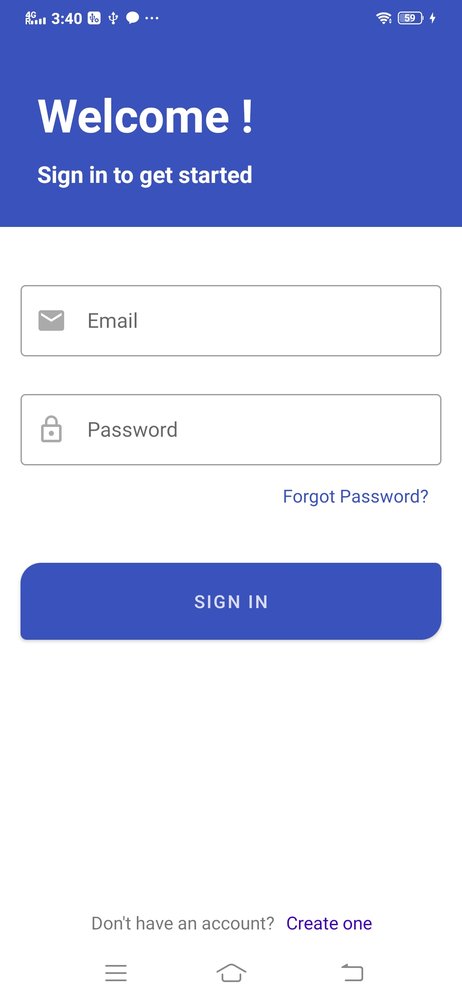 4G
3:40
59
Welcome !
Sign in to get started
Email
Password
Forgot Password?
SIGN IN
Don't have an account? Create one